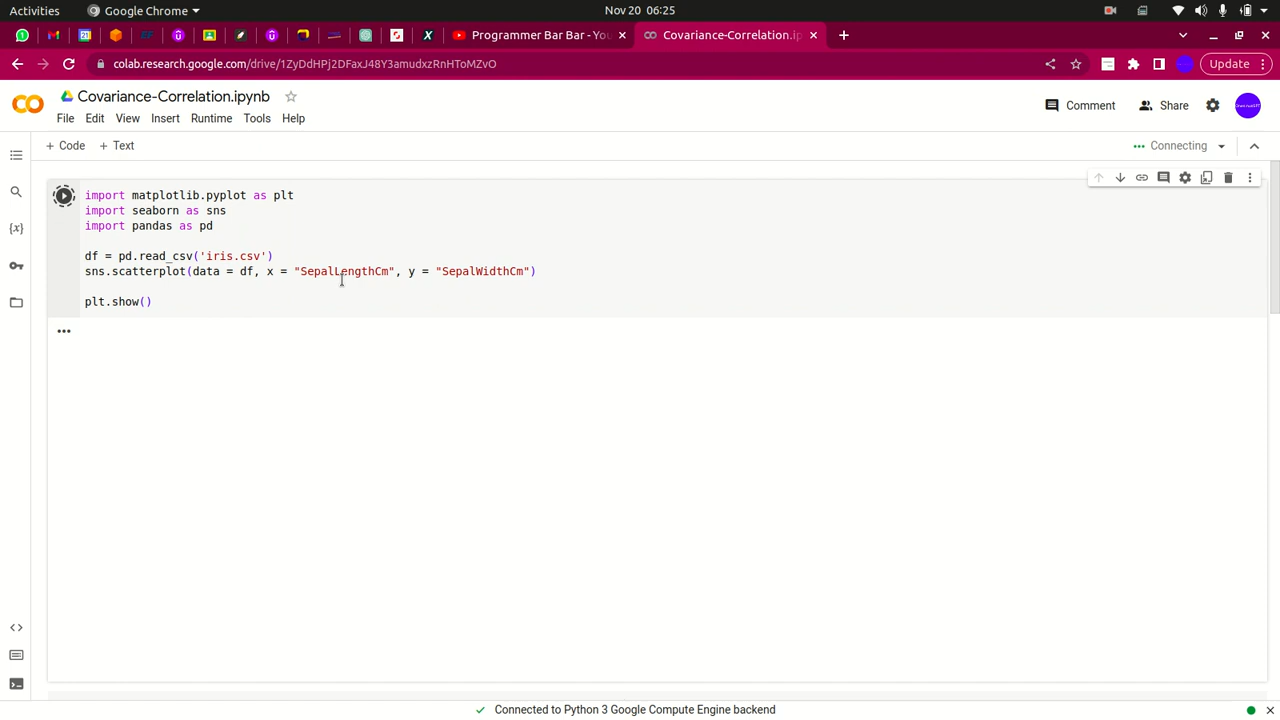 Activities Google Chrome Nov 20 06:25
Programmer Bar Bar - You Covariance-Correlation.ip
colab.research.google.com/drive/1ZyDdHPj2DFaxJ48Y3amudxzRnHToMZvO Update
Covariance-Correlation.ipynb
File Edit View Insert Runtime Tools Help Comment Share
+ Code + Text Connecting
import matplotlib.pyplot as plt
import seaborn as sns
import pandas as pd
df = pd.read_csv('iris.csv')
sns.scatterplot(data = df, x = "SepalLengthCm", y = "SepalWidthCm")
plt.show()
Connected to Python 3 Google Compute Engine backend